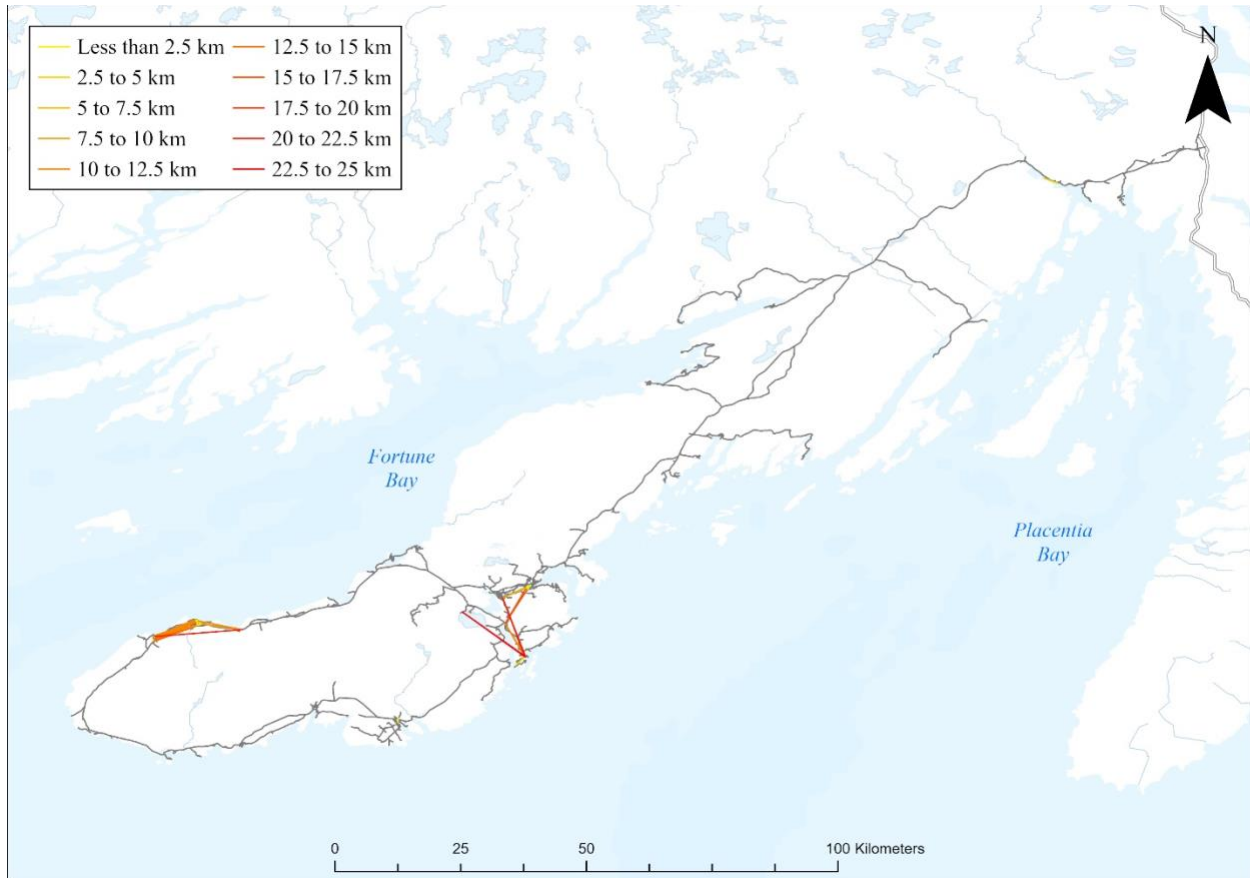 Less than 2.5 km
2.5 to 5 km
5 to 7.5 km
7.5 to 10 km
10 to 12.5 km
12.5 to 15 km
15 to 17.5 km
17.5 to 20 km
20 to 22.5 km
22.5 to 25 km
N
Fortune
Bay
Placentia
Bay
0 25 50 100 Kilometers